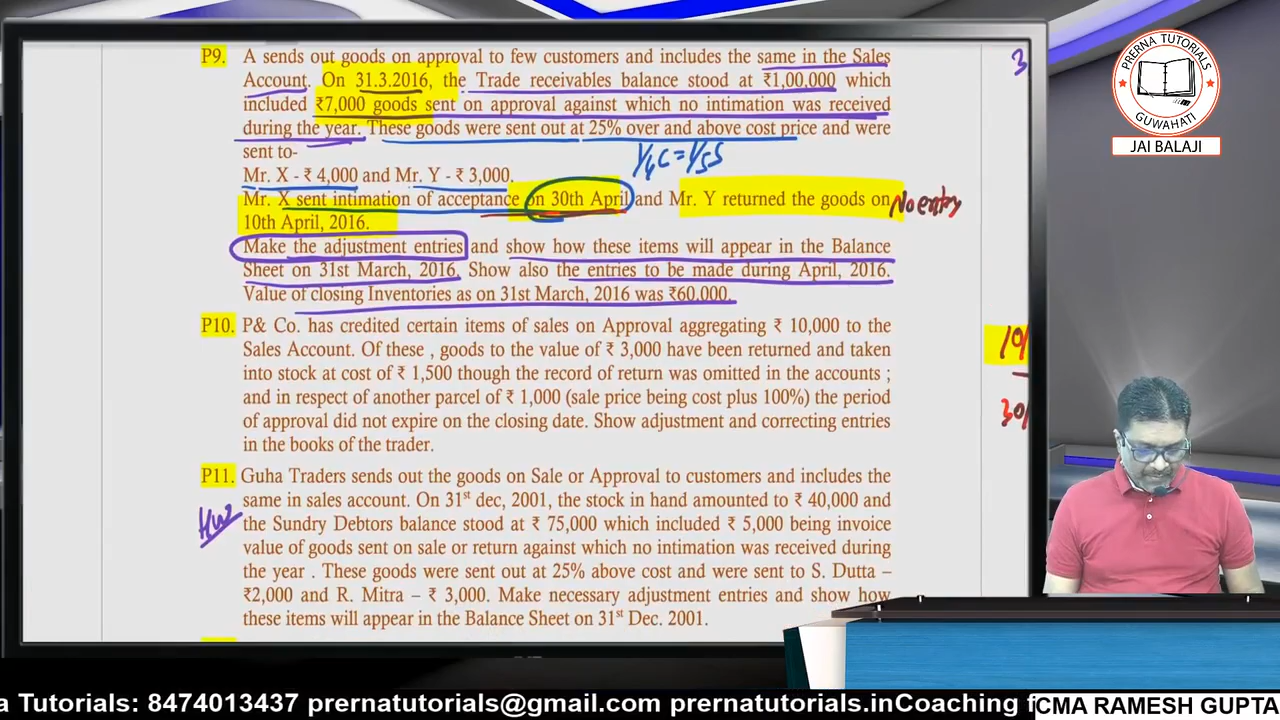 P9. A sends out goods on approval to few customers and includes the same in the Sales
Account. On 31.3.2016, the Trade receivables balance stood at ₹1,00,000 which
included ₹7,000 goods sent on approval against which no intimation was received
during the year. These goods were sent out at 25% over and above cost price and were
sent to-
1/4 C = 1/5 S
Mr. X - ₹ 4,000 and Mr. Y - ₹ 3,000.
Mr. X sent intimation of acceptance on 30th April and Mr. Y returned the goods on
No entry
10th April, 2016.
Make the adjustment entries and show how these items will appear in the Balance
Sheet on 31st March, 2016. Show also the entries to be made during April, 2016.
Value of closing Inventories as on 31st March, 2016 was ₹60,000.
P10. P& Co. has credited certain items of sales on Approval aggregating ₹ 10,000 to the
Sales Account. Of these , goods to the value of ₹ 3,000 have been returned and taken
into stock at cost of ₹ 1,500 though the record of return was omitted in the accounts ;
and in respect of another parcel of ₹ 1,000 (sale price being cost plus 100%) the period
of approval did not expire on the closing date. Show adjustment and correcting entries
in the books of the trader.
P11. Guha Traders sends out the goods on Sale or Approval to customers and includes the
same in sales account. On 31st dec, 2001, the stock in hand amounted to ₹ 40,000 and
HW
the Sundry Debtors balance stood at ₹ 75,000 which included ₹ 5,000 being invoice
value of goods sent on sale or return against which no intimation was received during
the year . These goods were sent out at 25% above cost and were sent to S. Dutta –
₹2,000 and R. Mitra – ₹ 3,000. Make necessary adjustment entries and show how
these items will appear in the Balance Sheet on 31st Dec. 2001.
3
10/
30/
PRERNA TUTORIALS
GUWAHATI
JAI BALAJI
a Tutorials: 8474013437 prernatutorials@gmail.com prernatutorials.inCoaching f
CMA RAMESH GUPTA